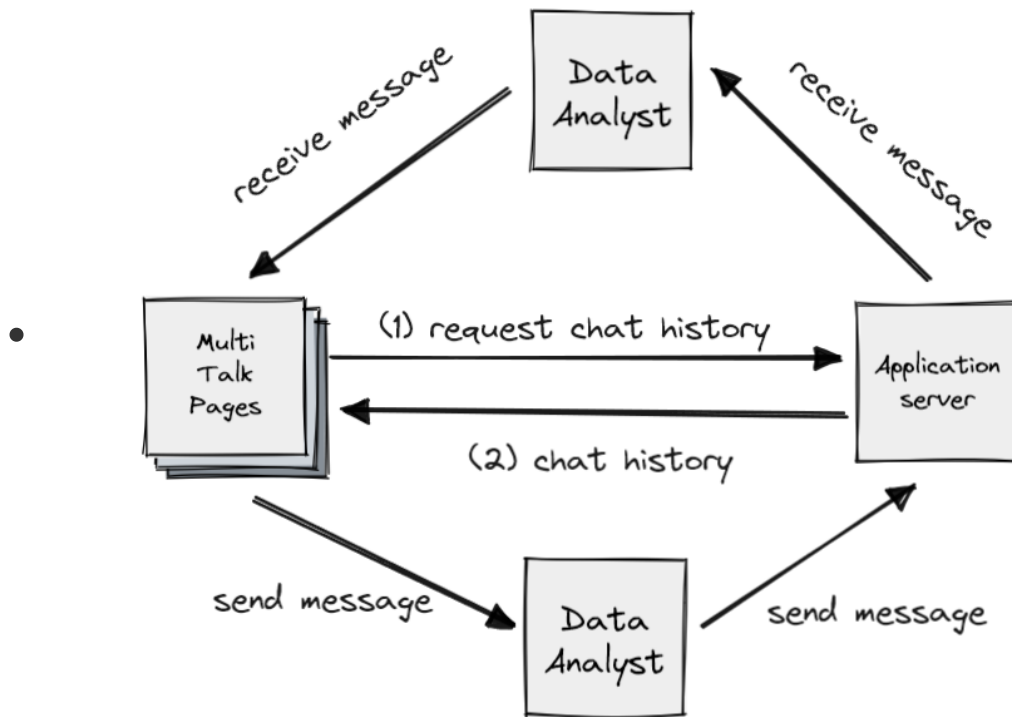 Data
Analyst
receive message
receive message
(1) request chat history
Multi
Talk
Pages
Application
server
(2) chat history
send message
send message
Data
Analyst